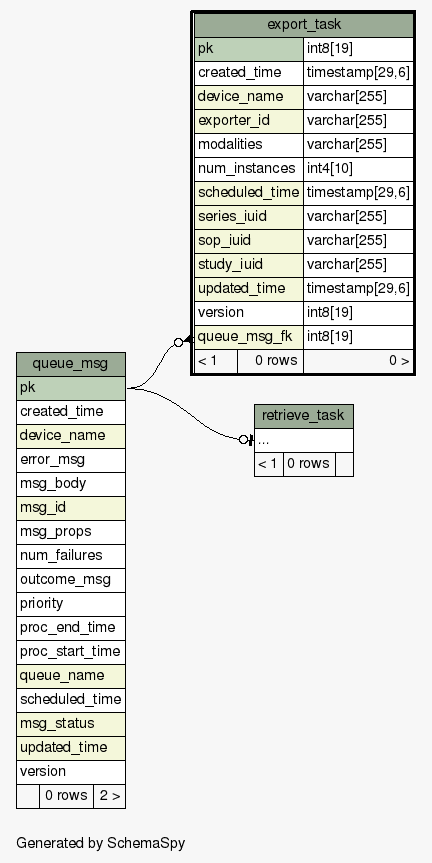 export_task
pk int8[19]
created_time timestamp[29,6]
device_name varchar[255]
exporter_id varchar[255]
modalities varchar[255]
num_instances int4[10]
scheduled_time timestamp[29,6]
series_iuid varchar[255]
sop_iuid varchar[255]
study_iuid varchar[255]
updated_time timestamp[29,6]
version int8[19]
queue_msg_fk int8[19]
< 1 0 rows 0 >
queue_msg
pk
created_time
device_name
error_msg
msg_body
msg_id
msg_props
num_failures
outcome_msg
priority
proc_end_time
proc_start_time
queue_name
scheduled_time
msg_status
updated_time
version
0 rows 2 >
retrieve_task
...
< 1 0 rows
Generated by SchemaSpy